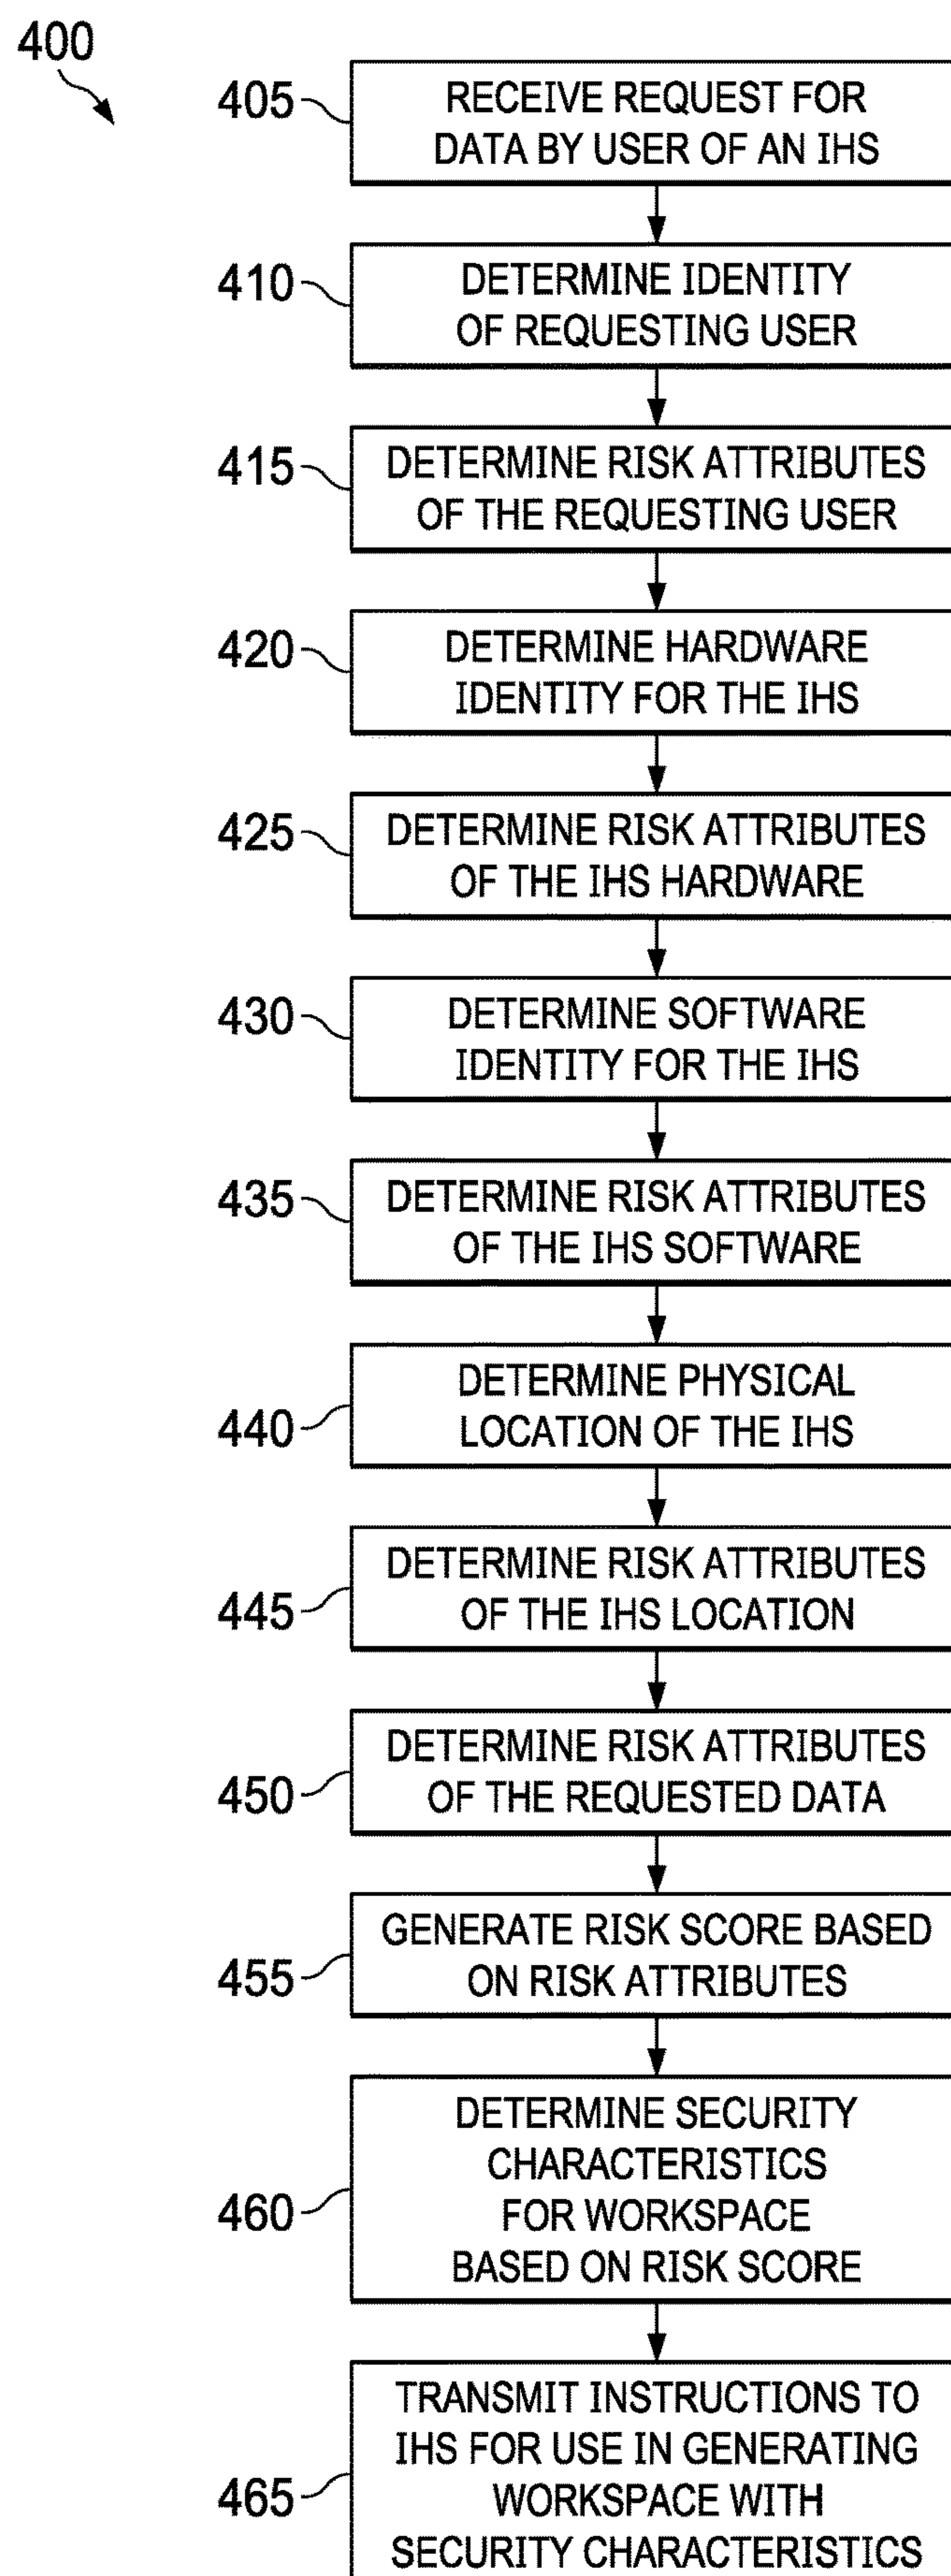 400
405
RECEIVE REQUEST FOR
DATA BY USER OF AN IHS
410
DETERMINE IDENTITY
OF REQUESTING USER
415
DETERMINE RISK ATTRIBUTES
OF THE REQUESTING USER
420
DETERMINE HARDWARE
IDENTITY FOR THE IHS
425
DETERMINE RISK ATTRIBUTES
OF THE IHS HARDWARE
430
DETERMINE SOFTWARE
IDENTITY FOR THE IHS
435
DETERMINE RISK ATTRIBUTES
OF THE IHS SOFTWARE
440
DETERMINE PHYSICAL
LOCATION OF THE IHS
445
DETERMINE RISK ATTRIBUTES
OF THE IHS LOCATION
450
DETERMINE RISK ATTRIBUTES
OF THE REQUESTED DATA
455
GENERATE RISK SCORE BASED
ON RISK ATTRIBUTES
460
DETERMINE SECURITY
CHARACTERISTICS
FOR WORKSPACE
BASED ON RISK SCORE
465
TRANSMIT INSTRUCTIONS TO
IHS FOR USE IN GENERATING
WORKSPACE WITH
SECURITY CHARACTERISTICS